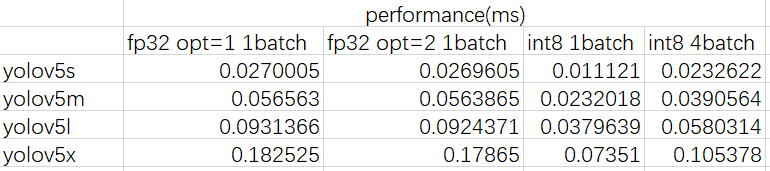 performance(ms)
fp32 opt=1 1batch fp32 opt=2 1batch int8 1batch int8 4batch
yolov5s 0.0270005 0.0269605 0.011121 0.0232622
yolov5m 0.056563 0.0563865 0.0232018 0.0390564
yolov5l 0.0931366 0.0924371 0.0379639 0.0580314
yolov5x 0.182525 0.17865 0.07351 0.105378